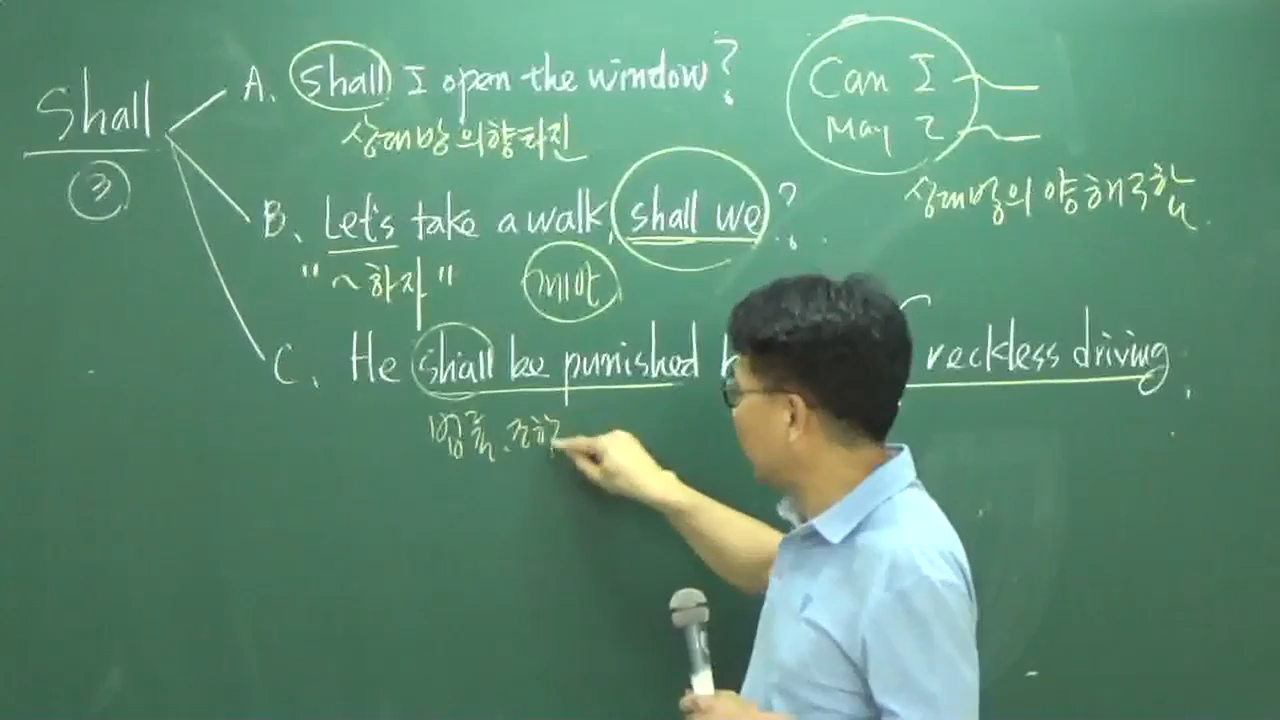 Shall
③
A. Shall I open the window?
상대방 의향타진
Can I
May I
상대방의 양해구함.
B. Let's take a walk, shall we?
"~하자"
제안
C. He shall be punished reckless driving.
법률.조항